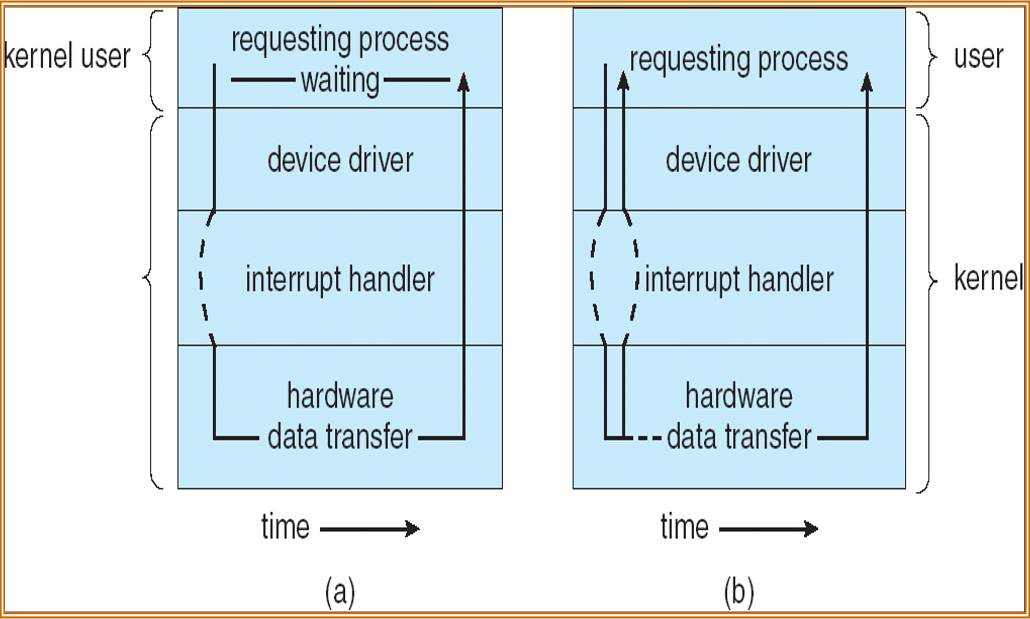 kernel user
requesting process
waiting
device driver
interrupt handler
hardware
data transfer
time
(a)
requesting process
user
device driver
interrupt handler
kernel
hardware
data transfer
time
(b)